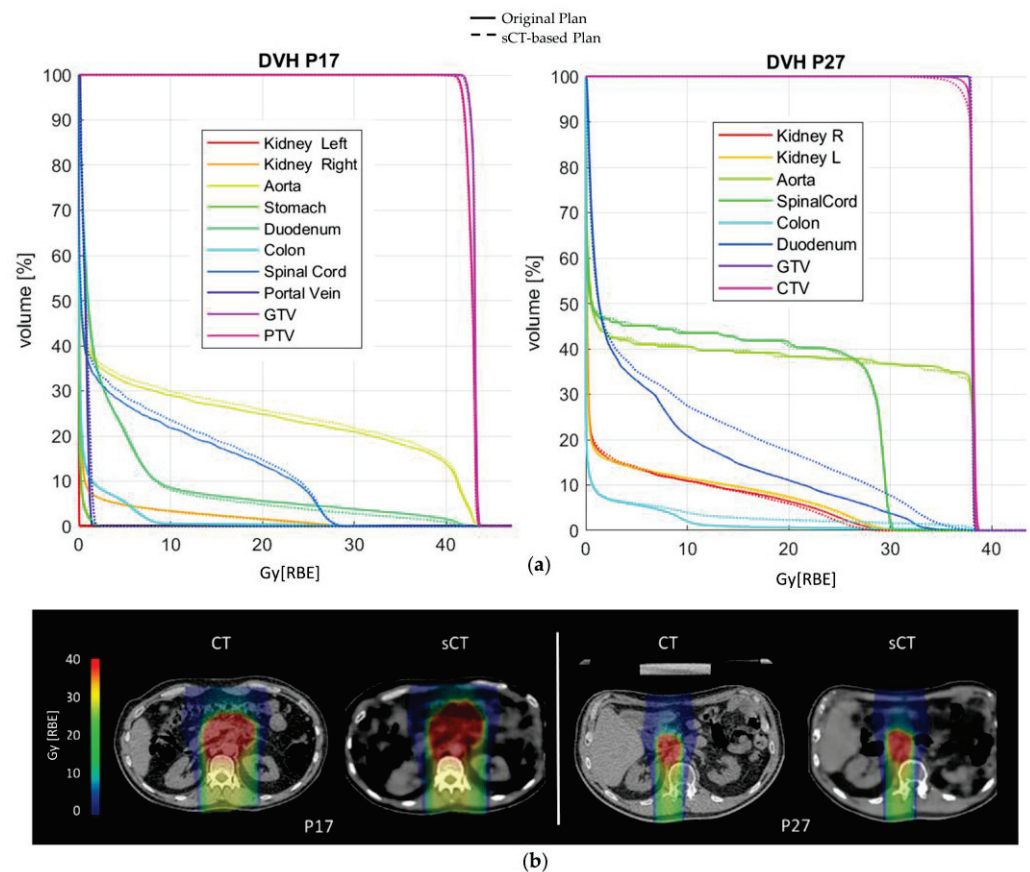 Original Plan
sCT-based Plan
DVH P17
volume [%]
100
90
80
70
60
50
40
30
20
10
0
Kidney Left
Kidney Right
Aorta
Stomach
Duodenum
Colon
Spinal Cord
Portal Vein
GTV
PTV
0 10 20 30 40
Gy[RBE]
DVH P27
volume [%]
100
90
80
70
60
50
40
30
20
10
0
Kidney R
Kidney L
Aorta
SpinalCord
Colon
Duodenum
GTV
CTV
0 10 20 30 40
Gy[RBE]
(a)
CT sCT CT sCT
Gy [RBE]
40
30
20
10
0
P17 P27
(b)